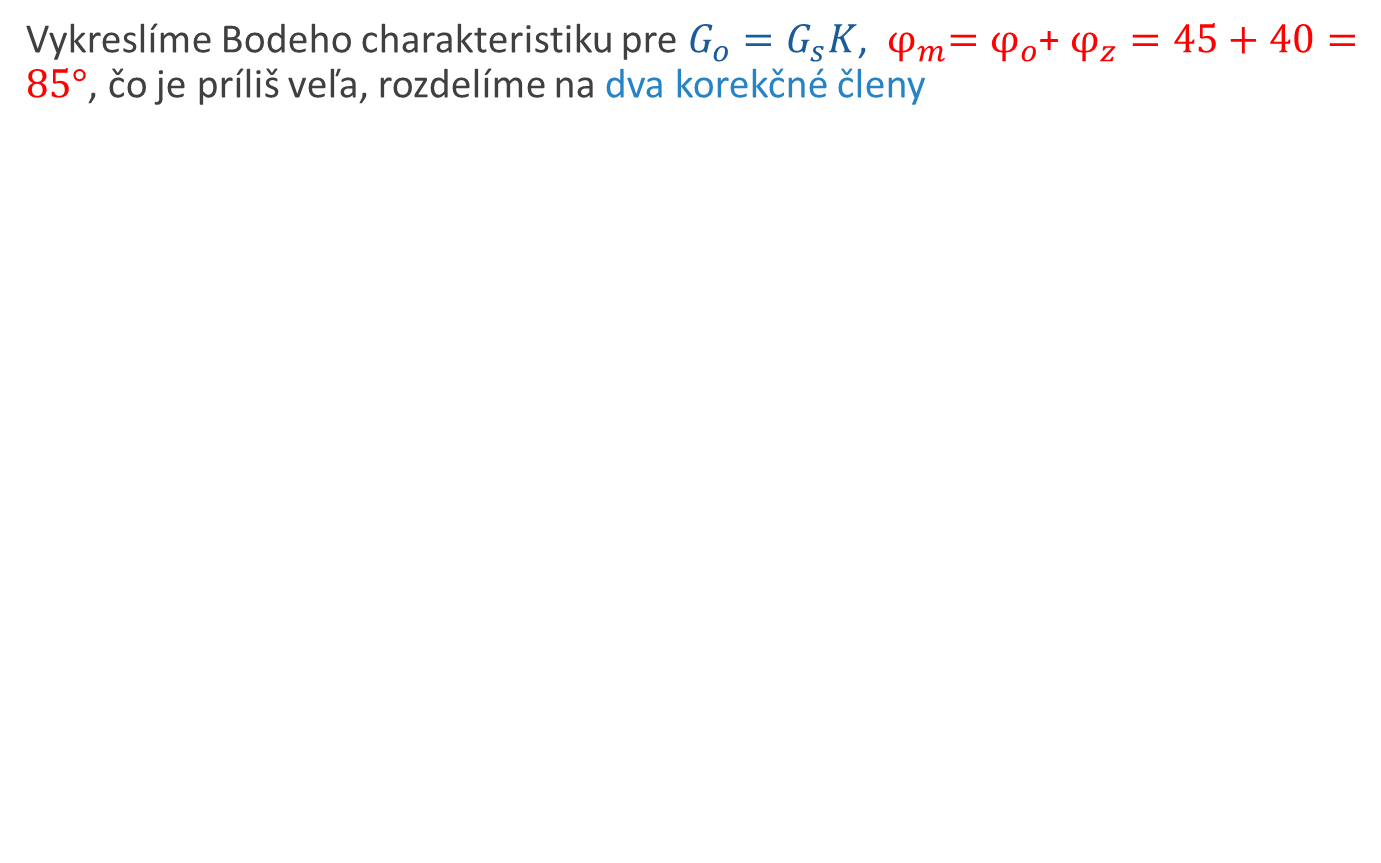 Vykreslíme Bodeho charakteristiku pre G_o = G_s K, φ_m= φ_o+ φ_z = 45 + 40 =
85°, čo je príliš veľa, rozdelíme na dva korekčné členy